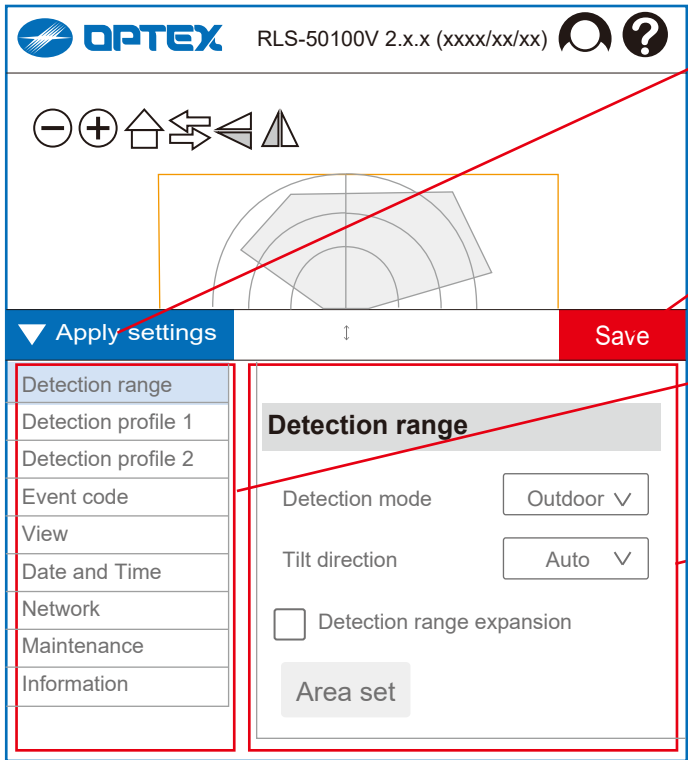 OPTEX RLS-50100V 2.x.x (xxxx/xx/xx) ?
Apply settings
Save
Detection range
Detection profile 1
Detection profile 2
Event code
View
Date and Time
Network
Maintenance
Information
Detection range
Detection mode Outdoor
Tilt direction Auto
Detection range expansion
Area set